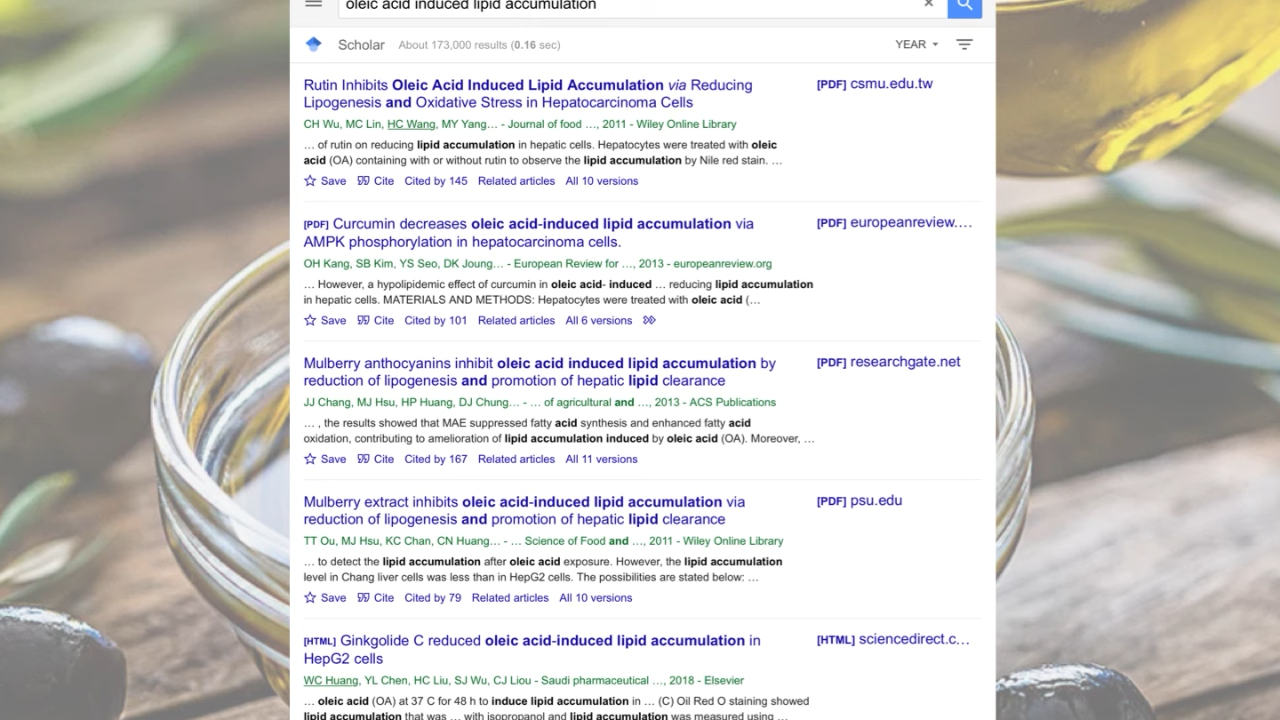 oleic acid induced lipid accumulation ×
Scholar About 173,000 results (0.16 sec) YEAR
Rutin Inhibits Oleic Acid Induced Lipid Accumulation via Reducing [PDF] csmu.edu.tw
Lipogenesis and Oxidative Stress in Hepatocarcinoma Cells
CH Wu, MC Lin, HC Wang, MY Yang… - Journal of food …, 2011 - Wiley Online Library
… of rutin on reducing lipid accumulation in hepatic cells. Hepatocytes were treated with oleic
acid (OA) containing with or without rutin to observe the lipid accumulation by Nile red stain. …
Save Cite Cited by 145 Related articles All 10 versions
[PDF] Curcumin decreases oleic acid-induced lipid accumulation via [PDF] europeanreview.…
AMPK phosphorylation in hepatocarcinoma cells.
OH Kang, SB Kim, YS Seo, DK Joung… - European Review for …, 2013 - europeanreview.org
… However, a hypolipidemic effect of curcumin in oleic acid- induced … reducing lipid accumulation
in hepatic cells. MATERIALS AND METHODS: Hepatocytes were treated with oleic acid (…
Save Cite Cited by 101 Related articles All 6 versions
Mulberry anthocyanins inhibit oleic acid induced lipid accumulation by [PDF] researchgate.net
reduction of lipogenesis and promotion of hepatic lipid clearance
JJ Chang, MJ Hsu, HP Huang, DJ Chung… - … of agricultural and …, 2013 - ACS Publications
… , the results showed that MAE suppressed fatty acid synthesis and enhanced fatty acid
oxidation, contributing to amelioration of lipid accumulation induced by oleic acid (OA). Moreover, …
Save Cite Cited by 167 Related articles All 11 versions
Mulberry extract inhibits oleic acid-induced lipid accumulation via [PDF] psu.edu
reduction of lipogenesis and promotion of hepatic lipid clearance
TT Ou, MJ Hsu, KC Chan, CN Huang… - … Science of Food and …, 2011 - Wiley Online Library
… to detect the lipid accumulation after oleic acid exposure. However, the lipid accumulation
level in Chang liver cells was less than in HepG2 cells. The possibilities are stated below: …
Save Cite Cited by 79 Related articles All 10 versions
[HTML] Ginkgolide C reduced oleic acid-induced lipid accumulation in [HTML] sciencedirect.c…
HepG2 cells
WC Huang, YL Chen, HC Liu, SJ Wu, CJ Liou - Saudi pharmaceutical …, 2018 - Elsevier
… oleic acid (OA) at 37 C for 48 h to induce lipid accumulation in … (C) Oil Red O staining showed
lipid accumulation that was … with isopropanol and lipid accumulation was measured using …